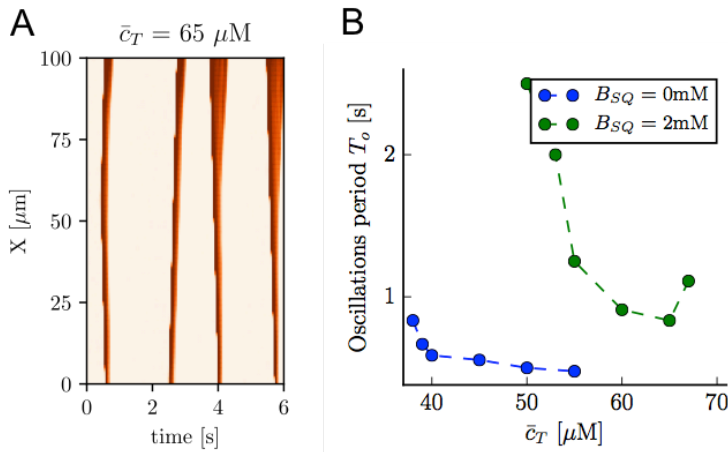 A
c̄_T = 65 μM
100
75
50
25
0
X [μm]
0 2 4 6
time [s]
B
B_SQ = 0mM
B_SQ = 2mM
2
1
Oscillations period T_o [s]
40 50 60 70
c̄_T [μM]